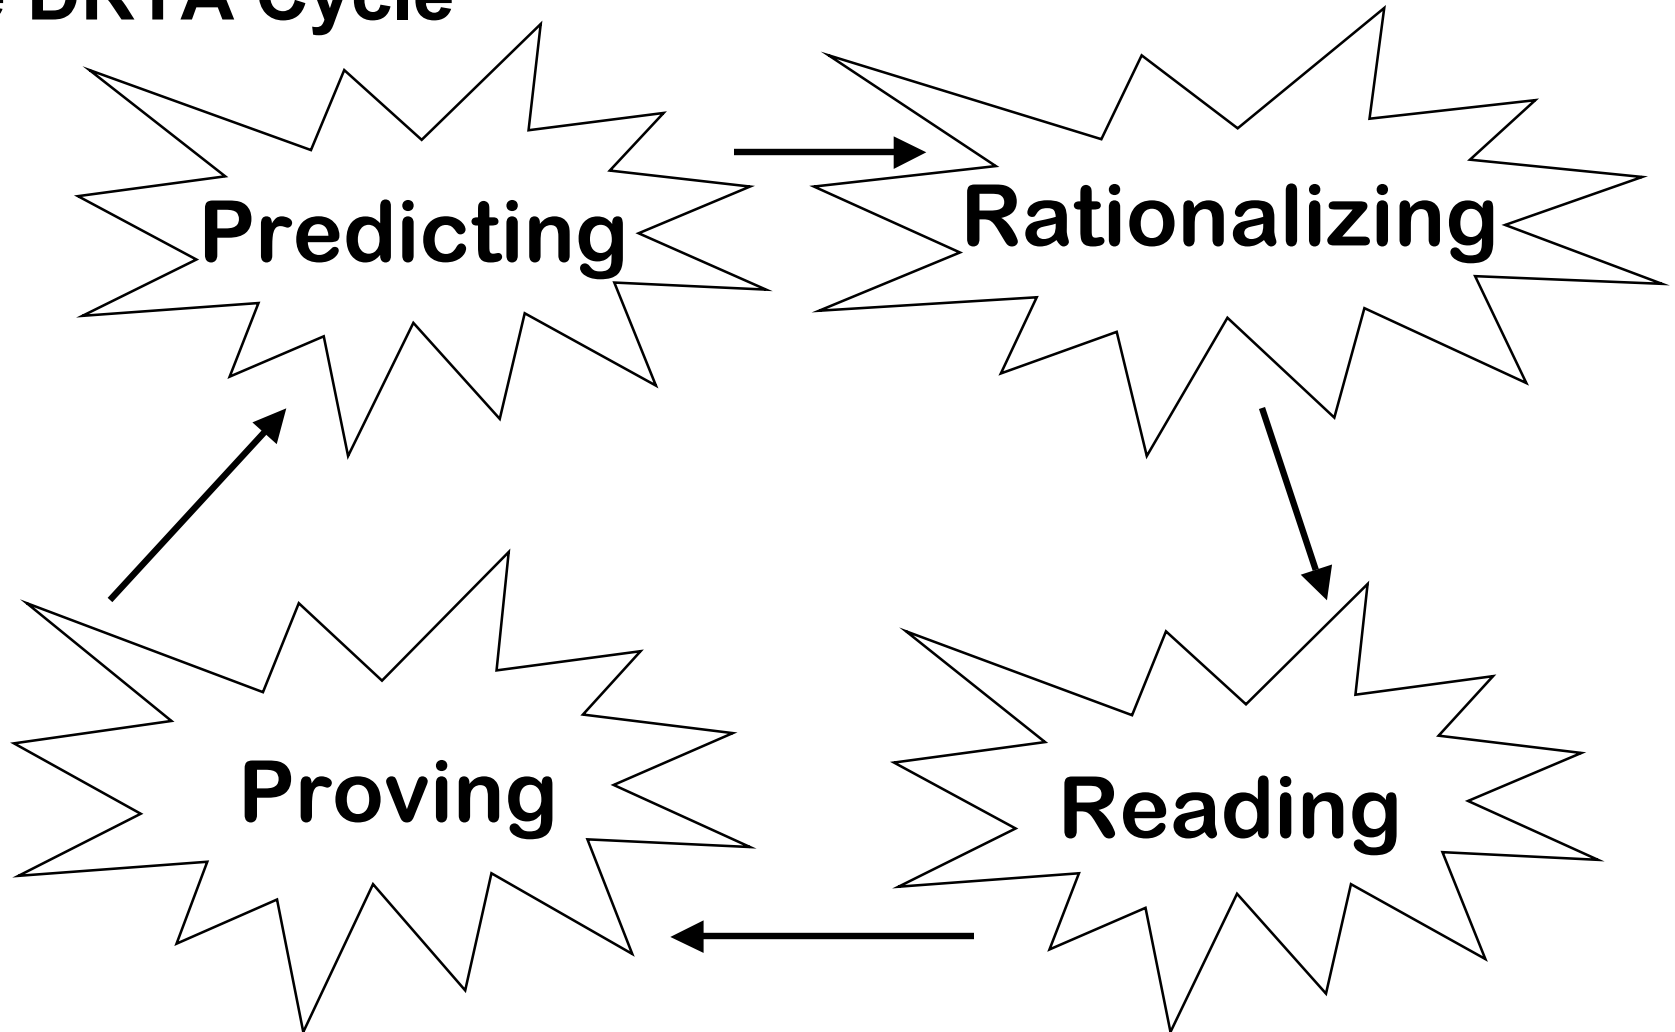 DRTA Cycle
Predicting
Rationalizing
Proving
Reading